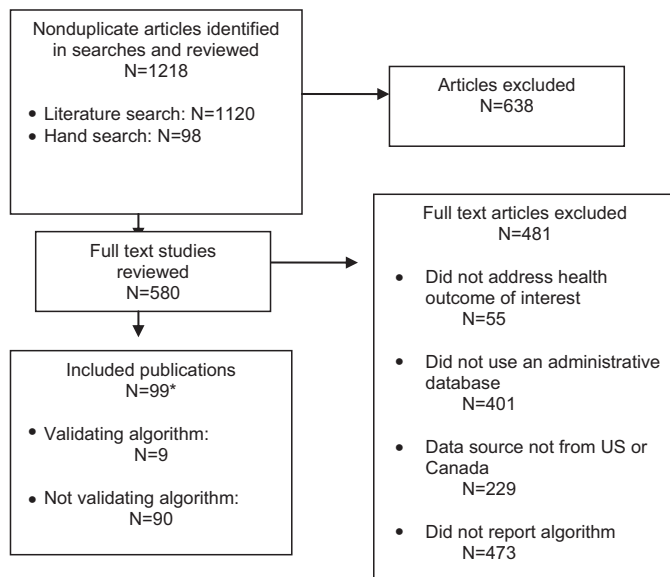 Nonduplicate articles identified
in searches and reviewed
N=1218
• Literature search: N=1120
• Hand search: N=98
Articles excluded
N=638
Full text studies
reviewed
N=580
Full text articles excluded
N=481
• Did not address health
outcome of interest
N=55
• Did not use an administrative
database
N=401
• Data source not from US or
Canada
N=229
• Did not report algorithm
N=473
Included publications
N=99*
• Validating algorithm:
N=9
• Not validating algorithm:
N=90